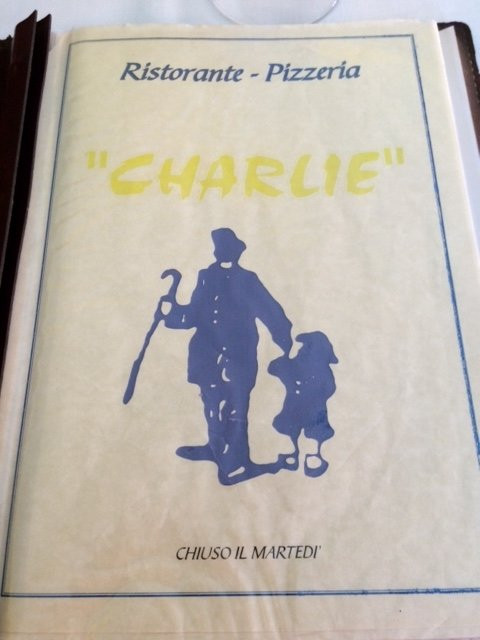 Ristorante - Pizzeria
"CHARLIE"
CHIUSO IL MARTEDI'